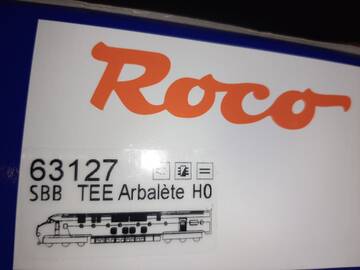 Roco
63127
SBB TEE Arbalète H0